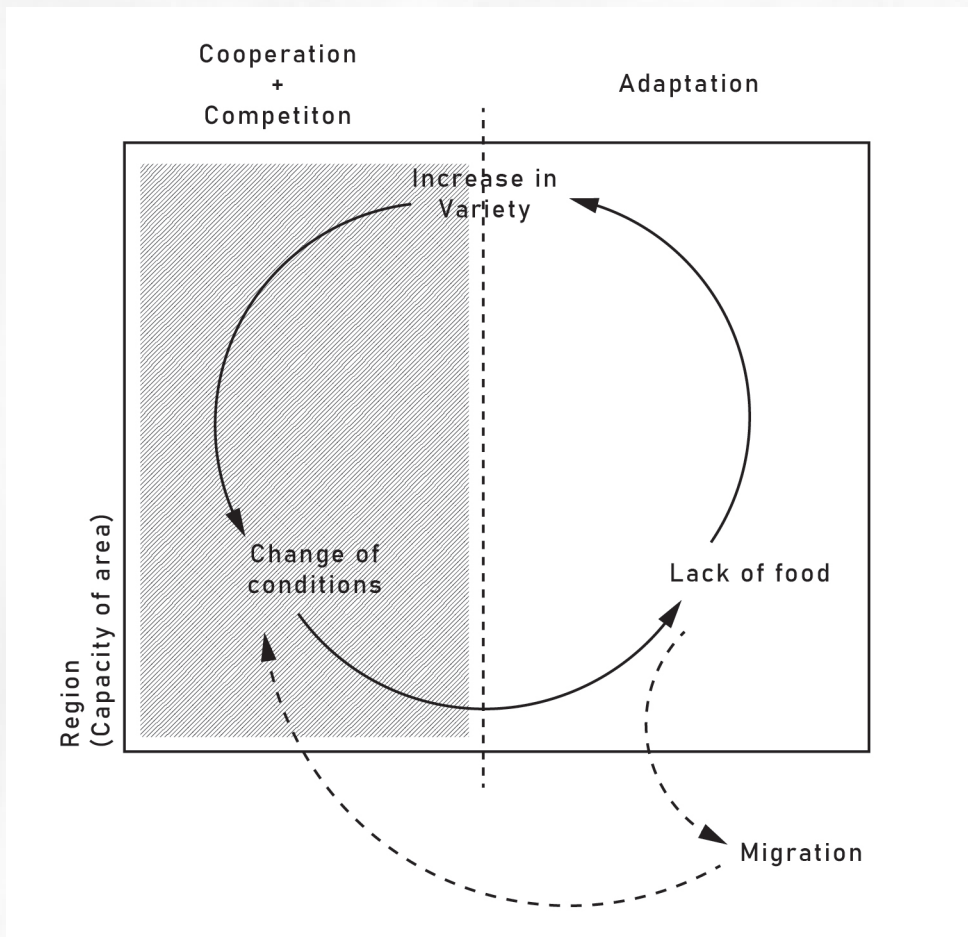 Cooperation
+
Competiton
Adaptation
Increase in
Variety
Change of
conditions
Lack of food
Region
(Capacity of area)
Migration